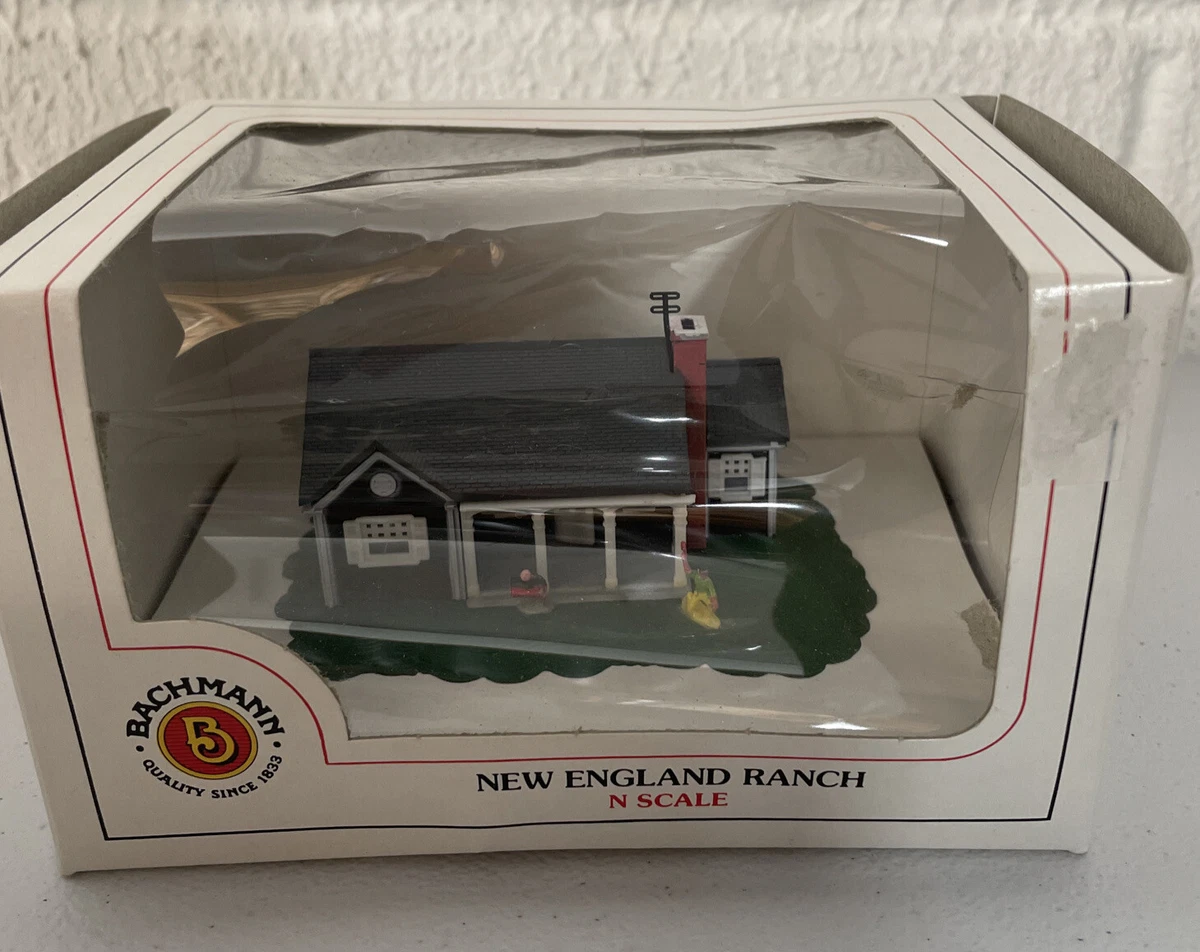 BACHMANN
B
QUALITY SINCE 1833
NEW ENGLAND RANCH
N SCALE